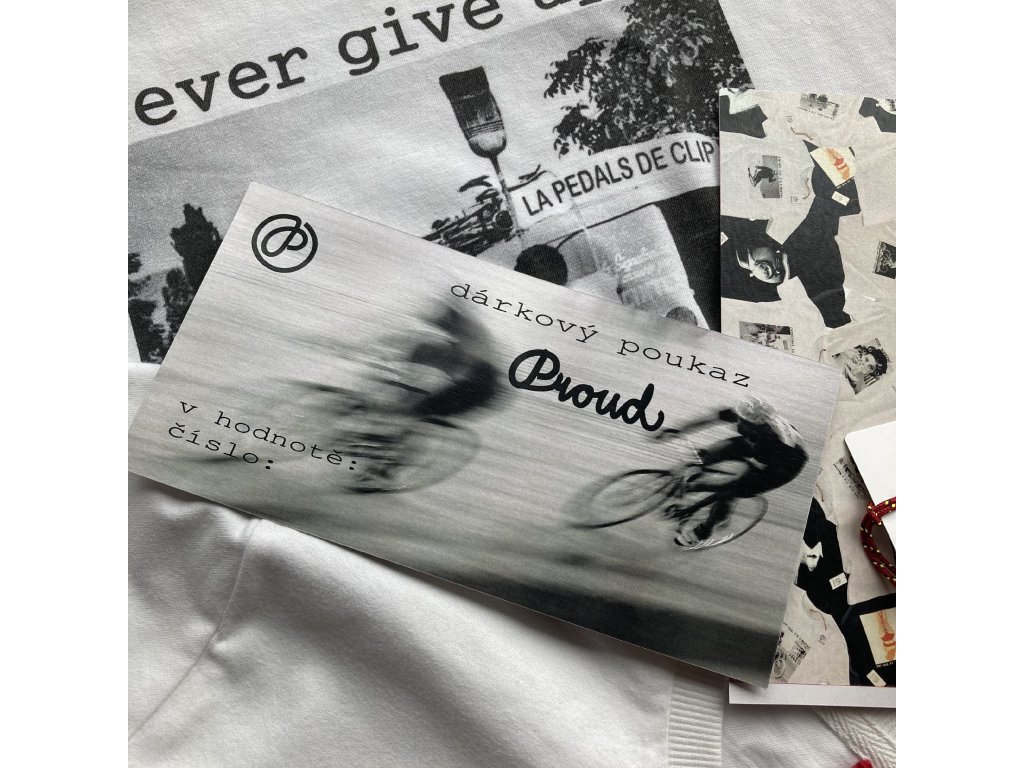 ever give
LA PEDALS DE CLIP
dárkový poukaz
Proud
v hodnotě:
číslo: